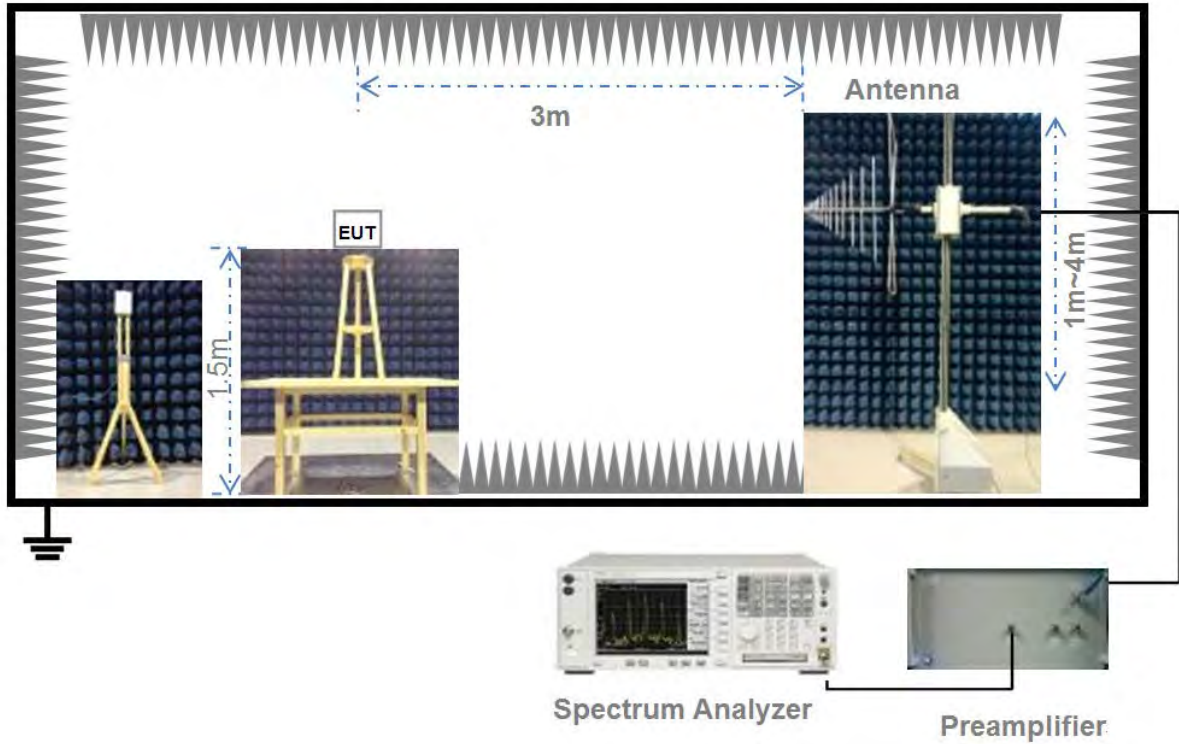 Antenna
3m
EUT
1.5m
1m~4m
Spectrum Analyzer
Preamplifier